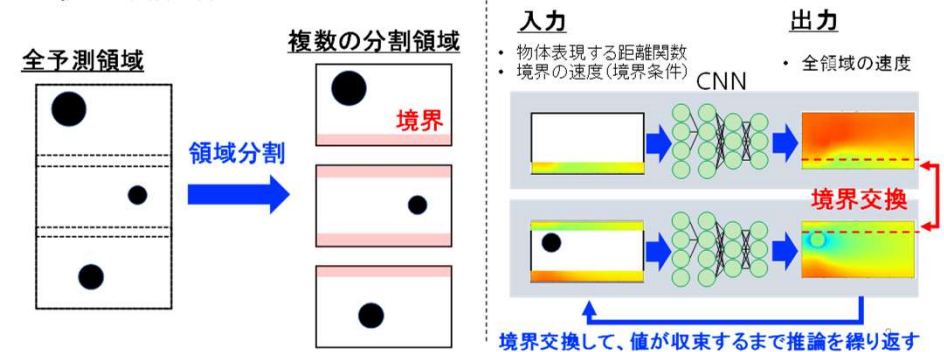 全予測領域
複数の分割領域
境界
領域分割
入力
・ 物体表現する距離関数
・ 境界の速度(境界条件)
出力
・ 全領域の速度
CNN
境界交換
境界交換して、値が収束するまで推論を繰り返す